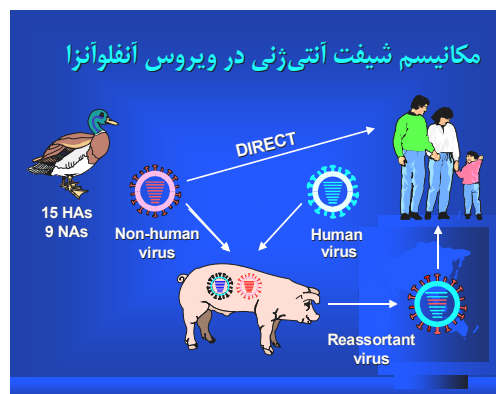 مکانیسم شیفت آنتی‌ژنی در ویروس آنفلوآنزا
DIRECT
15 HAs
9 NAs
Non-human
virus
Human
virus
Reassortant
virus